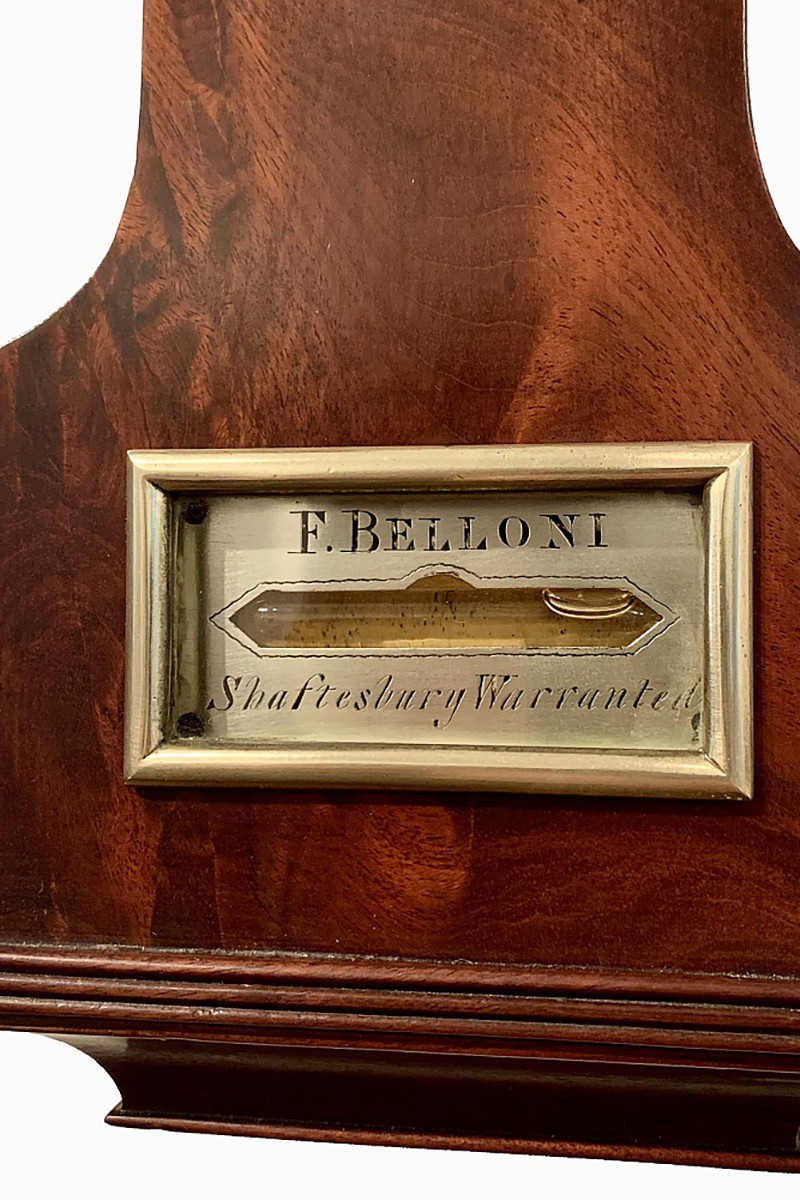 F. BELLONI
Shaftesbury Warranted